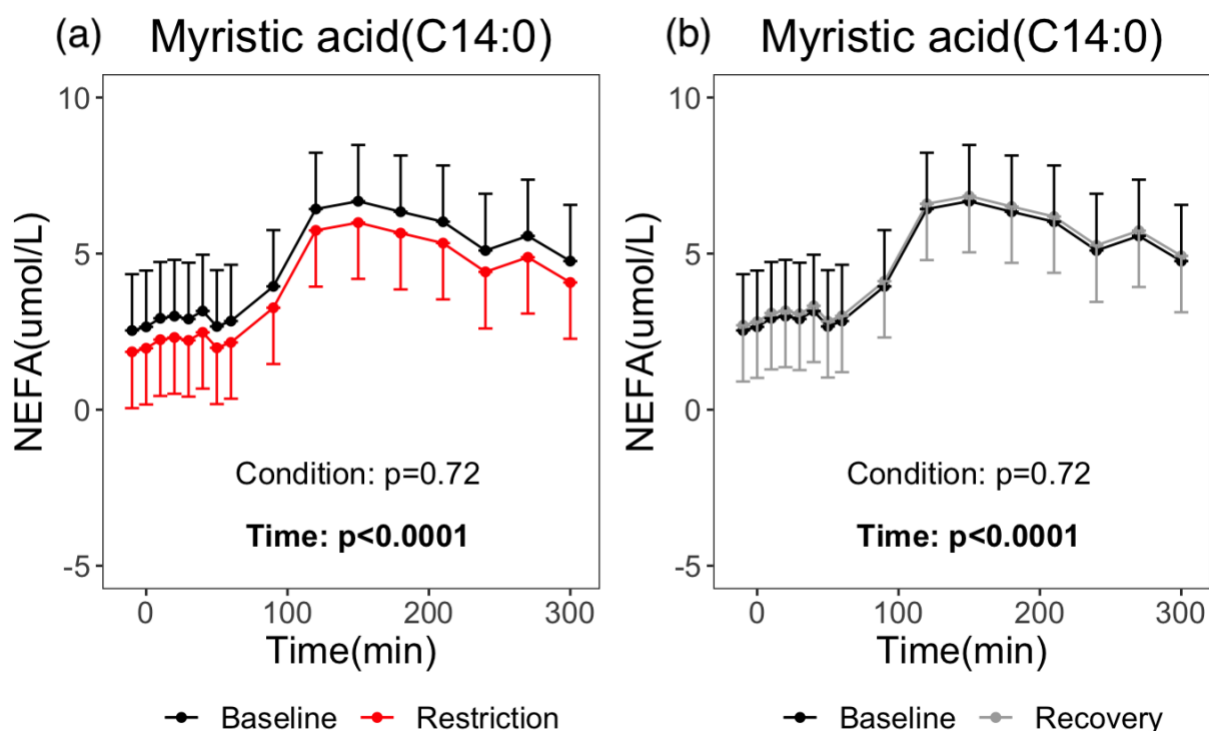 (a) Myristic acid(C14:0)
NEFA(umol/L)
10
5
0
-5
Condition: p=0.72
Time: p<0.0001
0 100 200 300
Time(min)
Baseline Restriction
(b) Myristic acid(C14:0)
NEFA(umol/L)
10
5
0
-5
Condition: p=0.72
Time: p<0.0001
0 100 200 300
Time(min)
Baseline Recovery